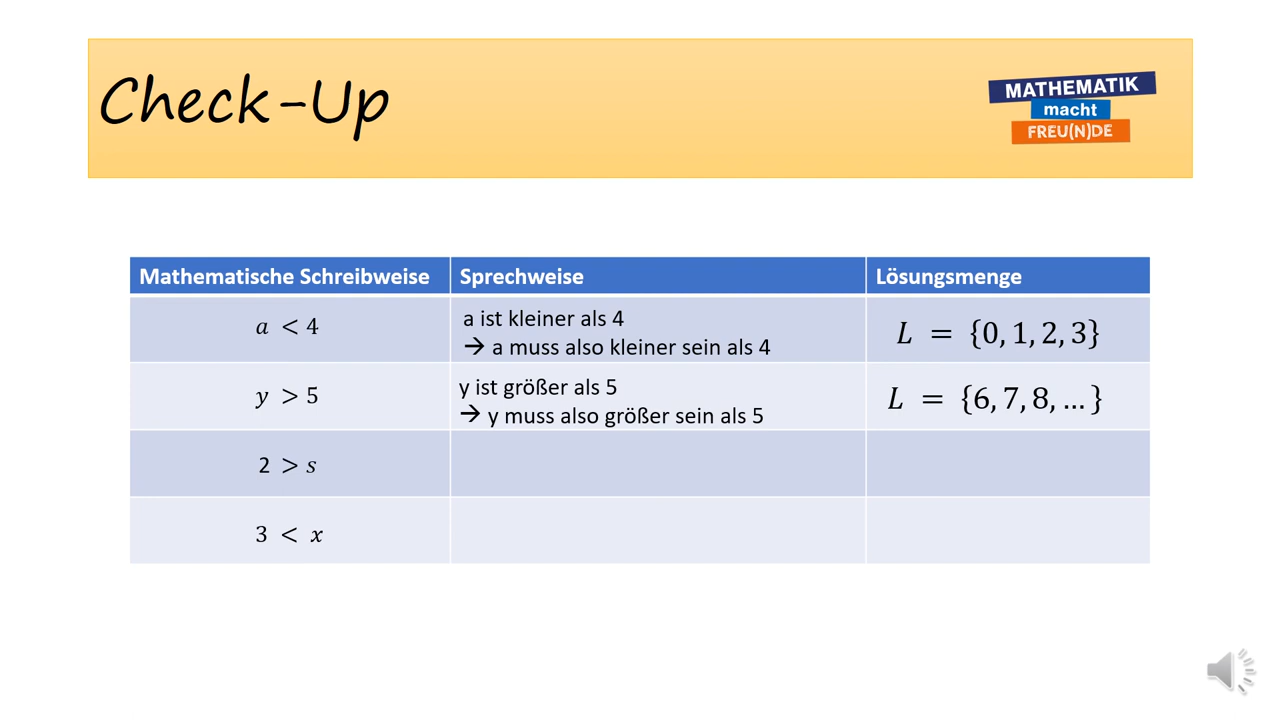 Check-Up
MATHEMATIK
macht
FREU(N)DE
Mathematische Schreibweise Sprechweise Lösungsmenge
a < 4
a ist kleiner als 4
→ a muss also kleiner sein als 4
L = {0, 1, 2, 3}
y > 5
y ist größer als 5
→ y muss also größer sein als 5
L = {6, 7, 8, … }
2 > s
3 < x